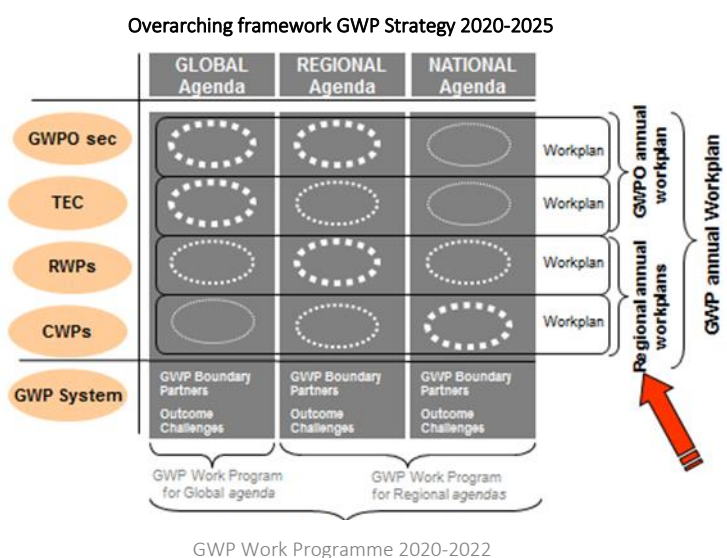 Overarching framework GWP Strategy 2020-2025
GLOBAL
Agenda
REGIONAL
Agenda
NATIONAL
Agenda
GWPO sec
Workplan
TEC
Workplan
RWPs
Workplan
CWPs
Workplan
GWPO annual
workplan
Regional annual
workplans
GWP annual Workplan
GWP System
GWP Boundary
Partners
Outcome
Challenges
GWP Boundary
Partners
Outcome
Challenges
GWP Boundary
Partners
Outcome
Challenges
GWP Work Program
for Global agenda
GWP Work Program
for Regional agendas
GWP Work Programme 2020-2022